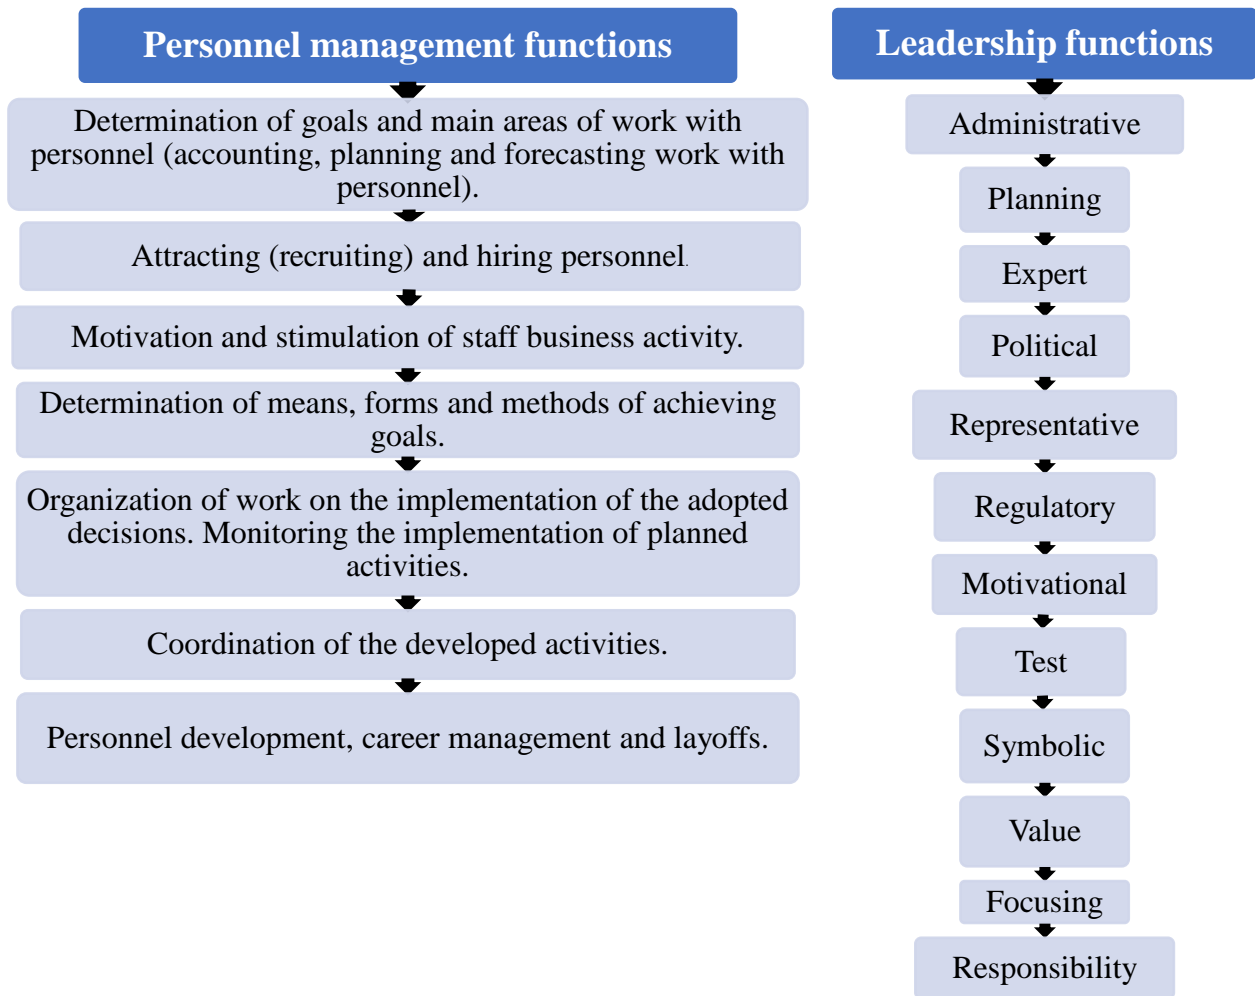 Personnel management functions
Determination of goals and main areas of work with
personnel (accounting, planning and forecasting work with
personnel).
Attracting (recruiting) and hiring personnel.
Motivation and stimulation of staff business activity.
Determination of means, forms and methods of achieving
goals.
Organization of work on the implementation of the adopted
decisions. Monitoring the implementation of planned
activities.
Coordination of the developed activities.
Personnel development, career management and layoffs.
Leadership functions
Administrative
Planning
Expert
Political
Representative
Regulatory
Motivational
Test
Symbolic
Value
Focusing
Responsibility